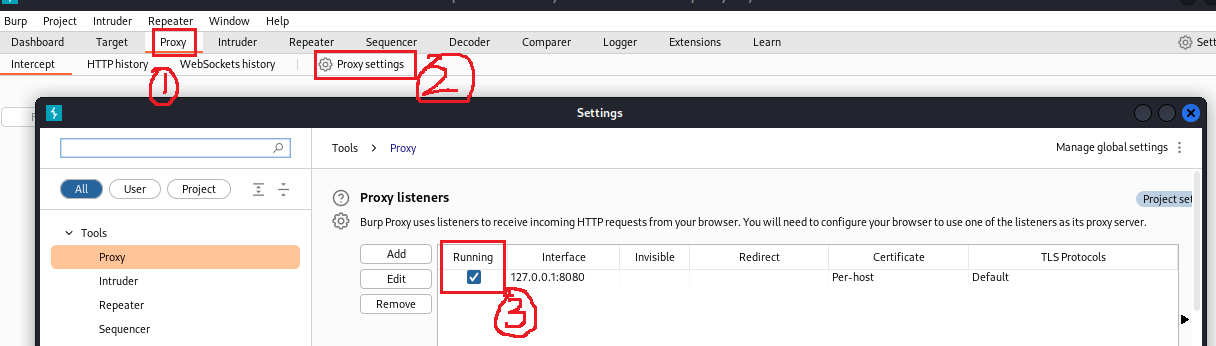 Burp Project Intruder Repeater Window Help
Dashboard Target Proxy Intruder Repeater Sequencer Decoder Comparer Logger Extensions Learn Sett
Intercept HTTP history WebSockets history Proxy settings
1 2
Settings
Tools > Proxy Manage global settings
All User Project
Proxy listeners Project set
Burp Proxy uses listeners to receive incoming HTTP requests from your browser. You will need to configure your browser to use one of the listeners as its proxy server.
Tools
Proxy
Intruder
Repeater
Sequencer
Add
Edit
Remove
Running Interface Invisible Redirect Certificate TLS Protocols
127.0.0.1:8080 Per-host Default
3